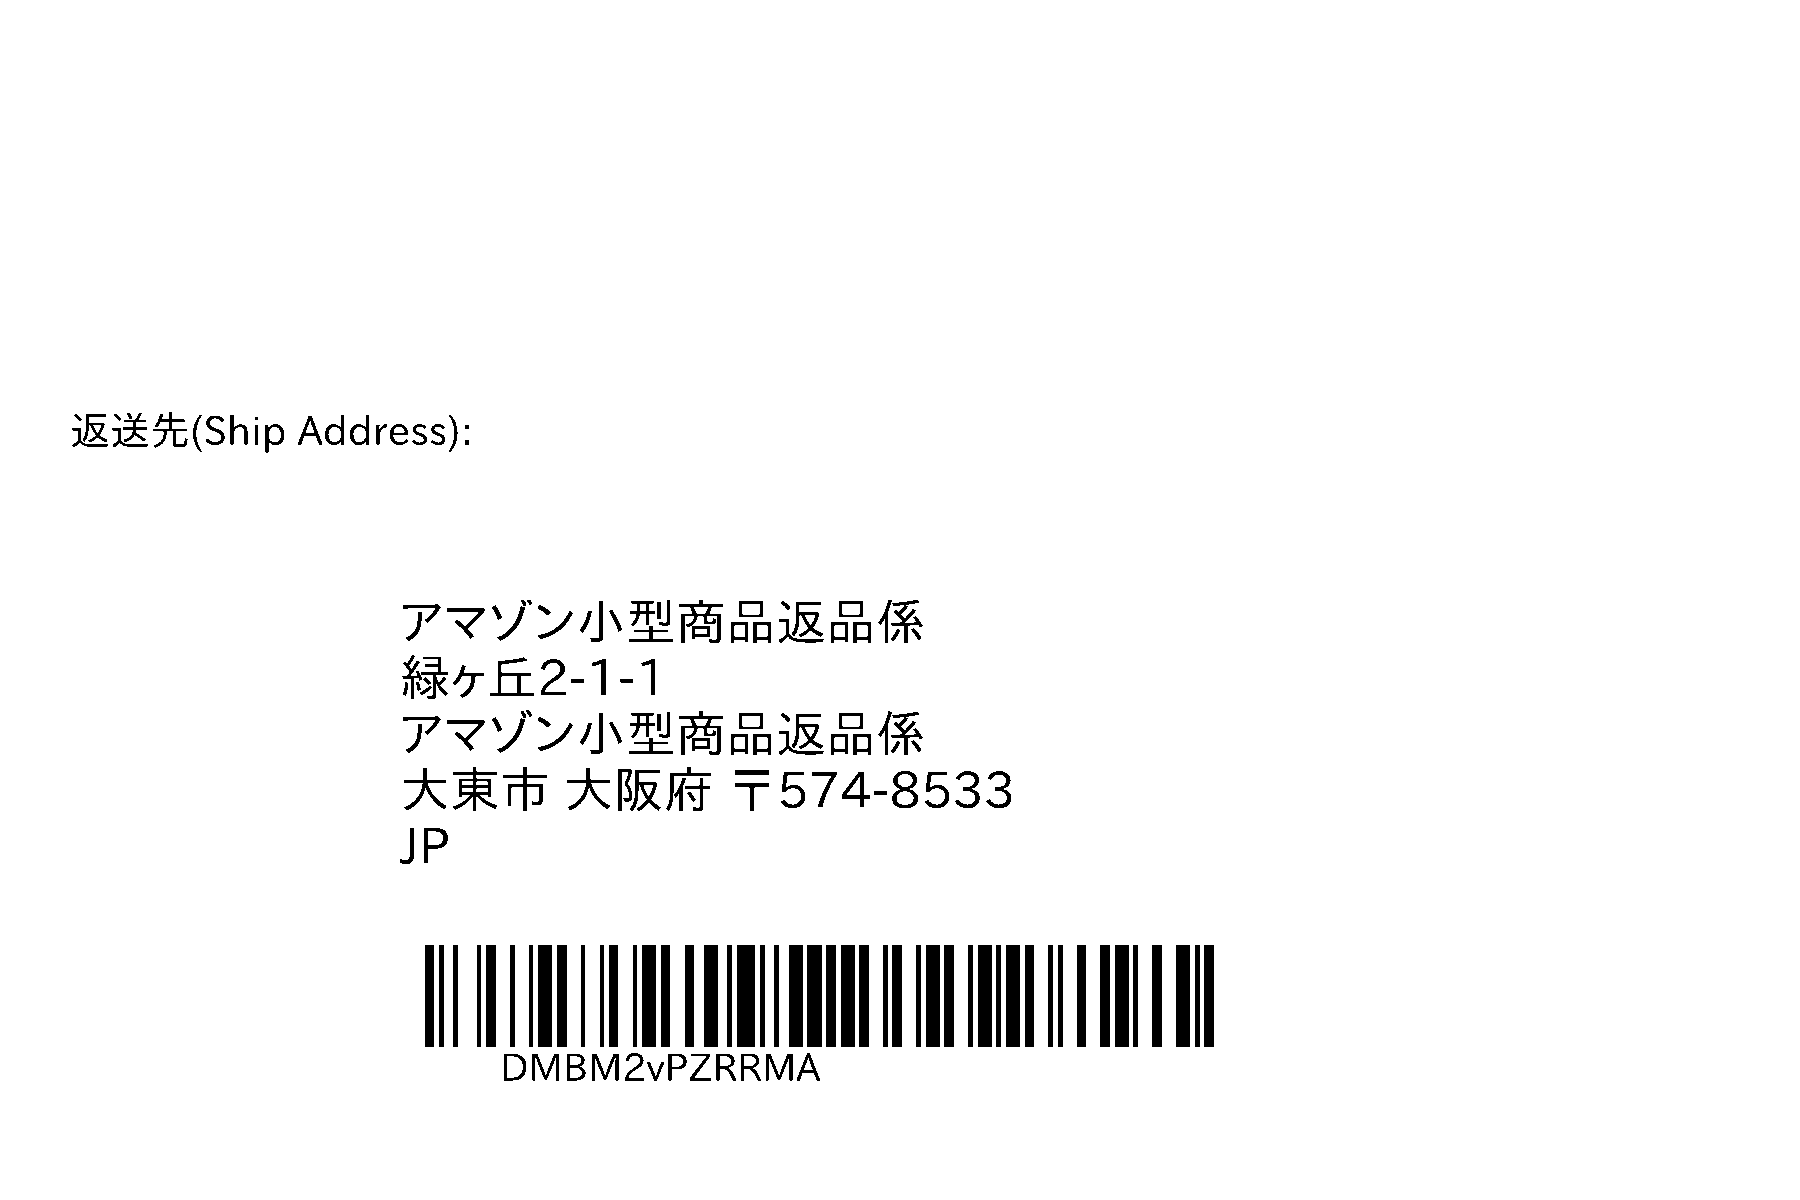 返送先(Ship Address):
アマゾン小型商品返品係
緑ヶ丘2-1-1
アマゾン小型商品返品係
大東市 大阪府 〒574-8533
JP
DMBM2vPZRRMA